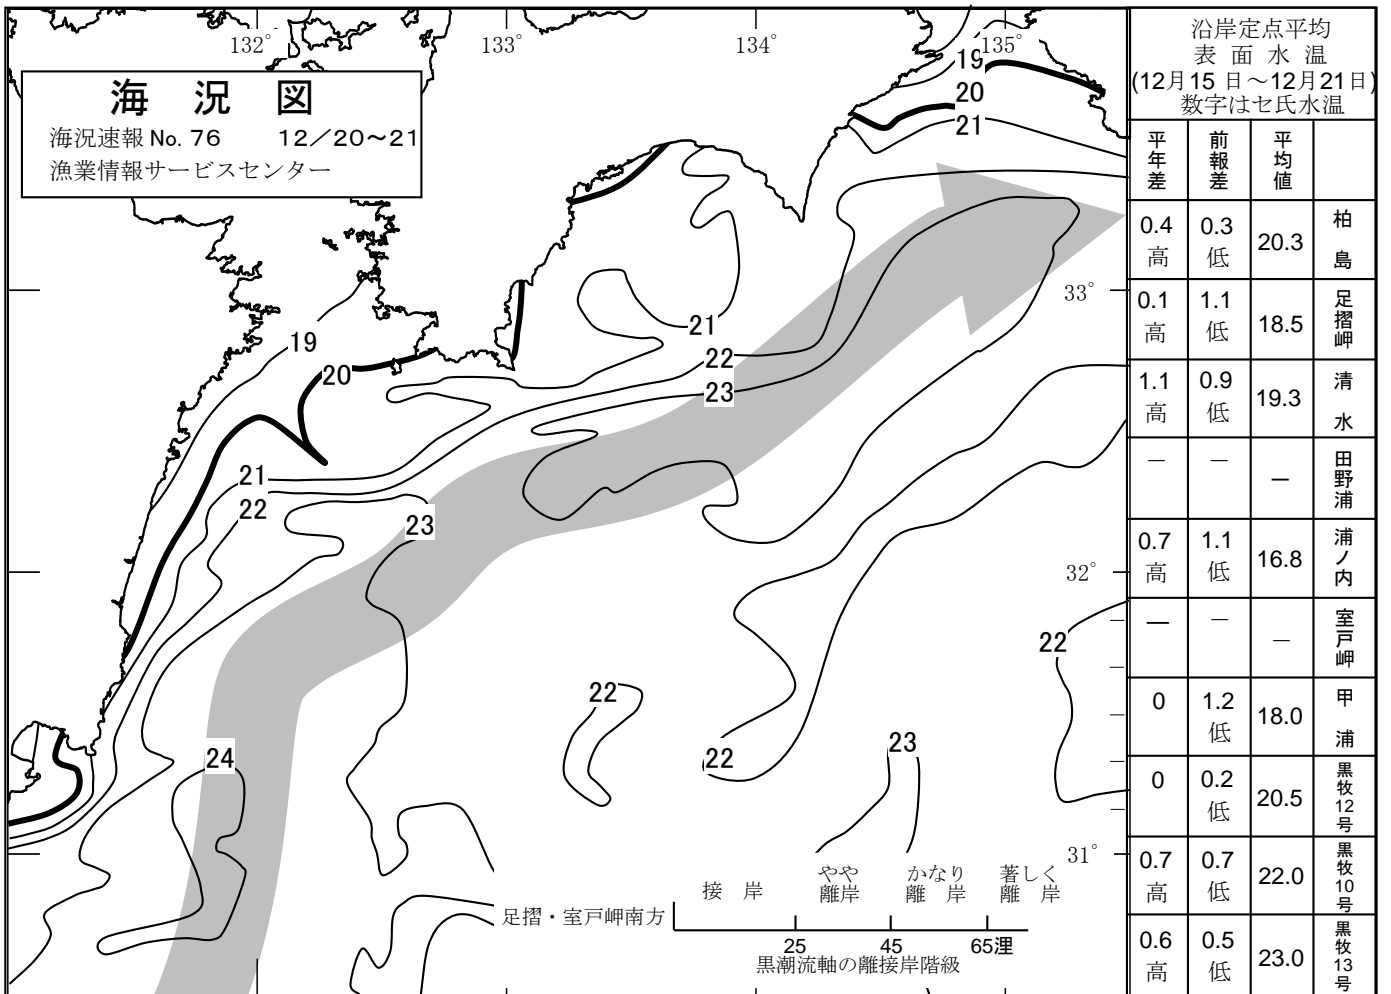 132°
133°
134°
135°
海 況 図
海況速報 No. 76 12／20～21
漁業情報サービスセンター
19
20
21
33°
19
20
21
22
23
21
22
23
32°
22
22
24
22
23
31°
足摺・室戸岬南方
接 岸
やや
離岸
かなり
離 岸
著しく
離 岸
25 45 65浬
黒潮流軸の離接岸階級
沿岸定点平均
表 面 水 温
(12月15 日～12月21日)
数字はセ氏水温
平年差 前報差 平均値
0.4高 0.3低 20.3 柏島
0.1高 1.1低 18.5 足摺岬
1.1高 0.9低 19.3 清水
－ － － 田野浦
0.7高 1.1低 16.8 浦ノ内
－ － － 室戸岬
0 1.2低 18.0 甲浦
0 0.2低 20.5 黒牧12号
0.7高 0.7低 22.0 黒牧10号
0.6高 0.5低 23.0 黒牧13号